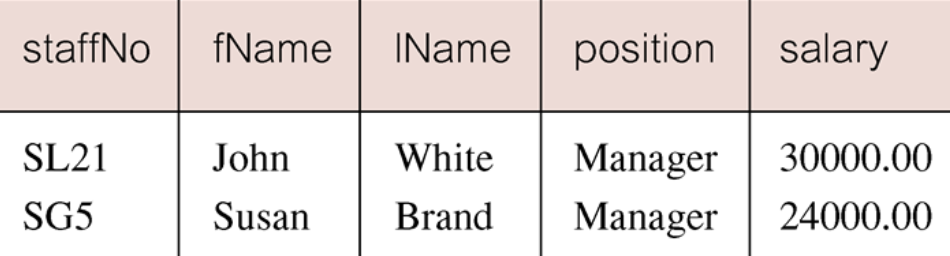 staffNo fName lName position salary
SL21 John White Manager 30000.00
SG5 Susan Brand Manager 24000.00